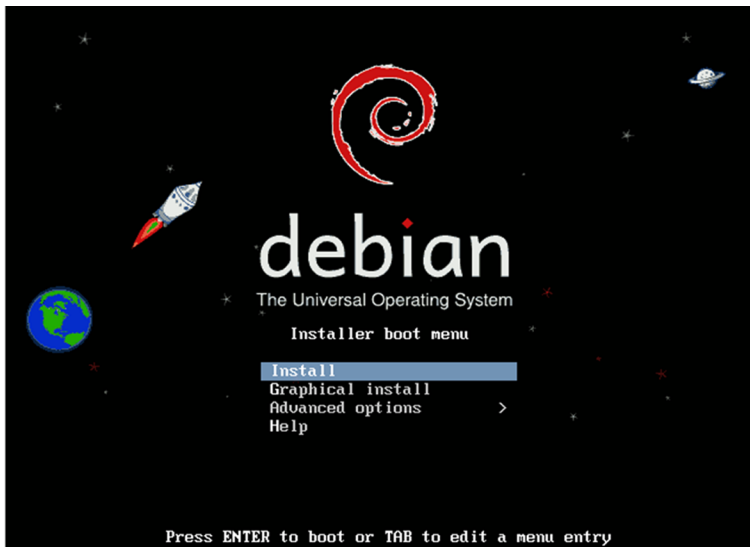 debian
The Universal Operating System
Installer boot menu
Install
Graphical install
Advanced options >
Help
Press ENTER to boot or TAB to edit a menu entry